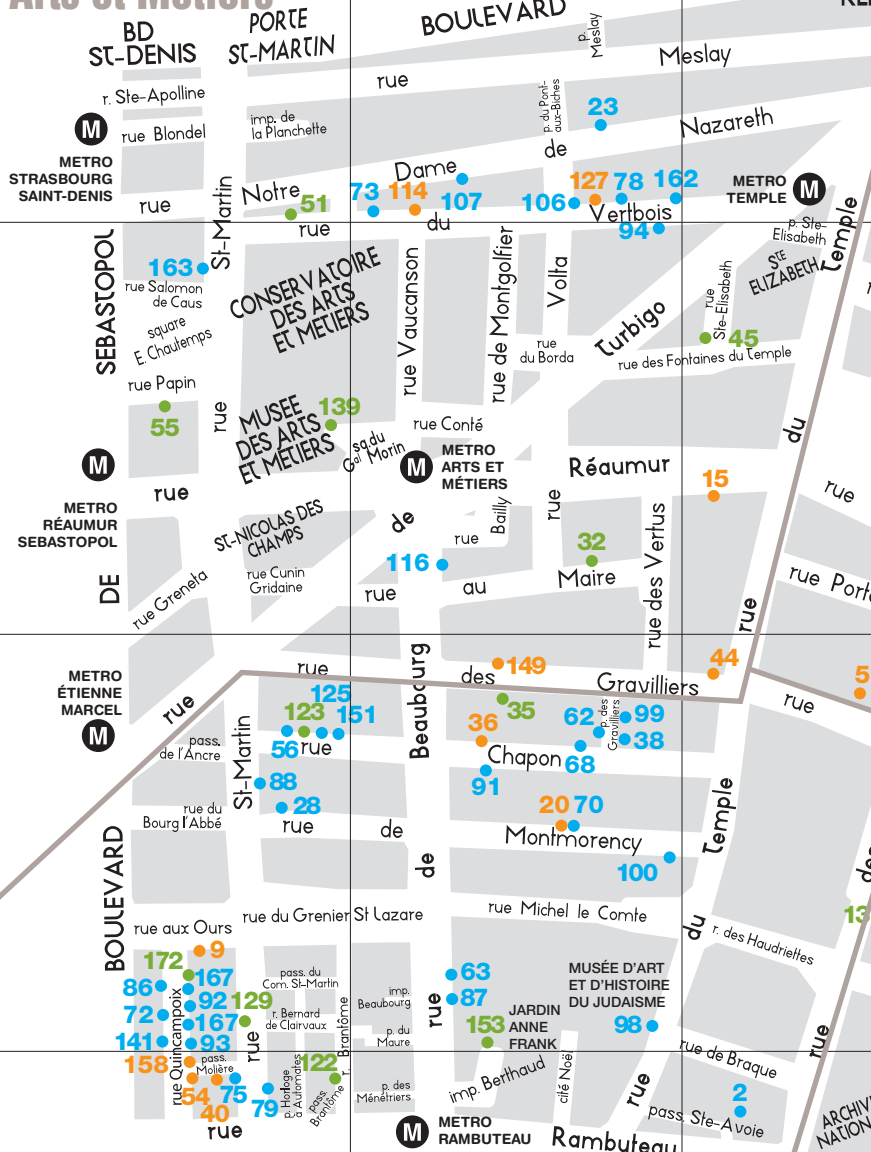 Arts et Métiers
BD
ST-DENIS
PORTE
ST-MARTIN
BOULEVARD
p.
Meslay
Meslay
rue
r. Ste-Apolline
p. du Pont-
aux-Biches
23
M
rue Blondel
imp. de
la Planchette
Nazareth
de
METRO
STRASBOURG
SAINT-DENIS
Dame
Notre
51
73
114
107
106
127
78
162
METRO
TEMPLE
M
rue
St-Martin
rue
du
Vertbois
94
p. Ste-
Elisabeth
Temple
163
SEBASTOPOL
rue Salomon
de Caus
square
E. Chautemps
CONSERVATOIRE
DES ARTS
ET METIERS
rue Vaucanson
rue de Montgolfier
Volta
Turbigo
rue
Ste-Elisabeth
STE
ELIZABETH
45
rue
du Borda
rue des Fontaines du Temple
rue Papin
55
rue
MUSEE
DES ARTS
ET METIERS
139
sq.du
Gal Morin
rue Conté
du
M
METRO
ARTS ET
MÉTIERS
M
Réaumur
15
rue
rue
METRO
RÉAUMUR
SEBASTOPOL
ST-NICOLAS DES
CHAMPS
de
rue
Bailly
rue
rue des Vertus
32
116
DE
rue Greneta
rue Cunin
Gridaine
rue
au
Maire
rue
rue Porte
METRO
ÉTIENNE
MARCEL
M
rue
rue
Beaubourg
des
149
Gravilliers
44
5
rue
125
123
151
56
rue
35
36
62
p. des
Gravilliers
99
38
Chapon
68
91
pass.
de l'Ancre
St-Martin
88
28
rue du
Bourg l'Abbé
rue
de
20
70
Montmorency
100
Temple
BOULEVARD
de
des
rue aux Ours
rue du Grenier St Lazare
rue Michel le Comte
du
r. des Haudriettes
13
9
172
86
167
92
72
129
167
141
93
158
rue Quincampoix
rue
pass. du
Com. St-Martin
r. Bernard
de Clairvaux
r. Brantôme
imp.
Beaubourg
p. du
Maure
rue
63
87
153
JARDIN
ANNE
FRANK
MUSÉE D'ART
ET D'HISTOIRE
DU JUDAISME
98
rue
rue de Braque
pass.
Molière
54
40
75
79
p. Horloge
à Automates
122
pass.
Brantôme
p. des
Ménétriers
imp. Berthaud
cité Noël
rue
2
pass. Ste-Avoie
ARCHIV
NATION
rue
M
METRO
RAMBUTEAU
Rambuteau